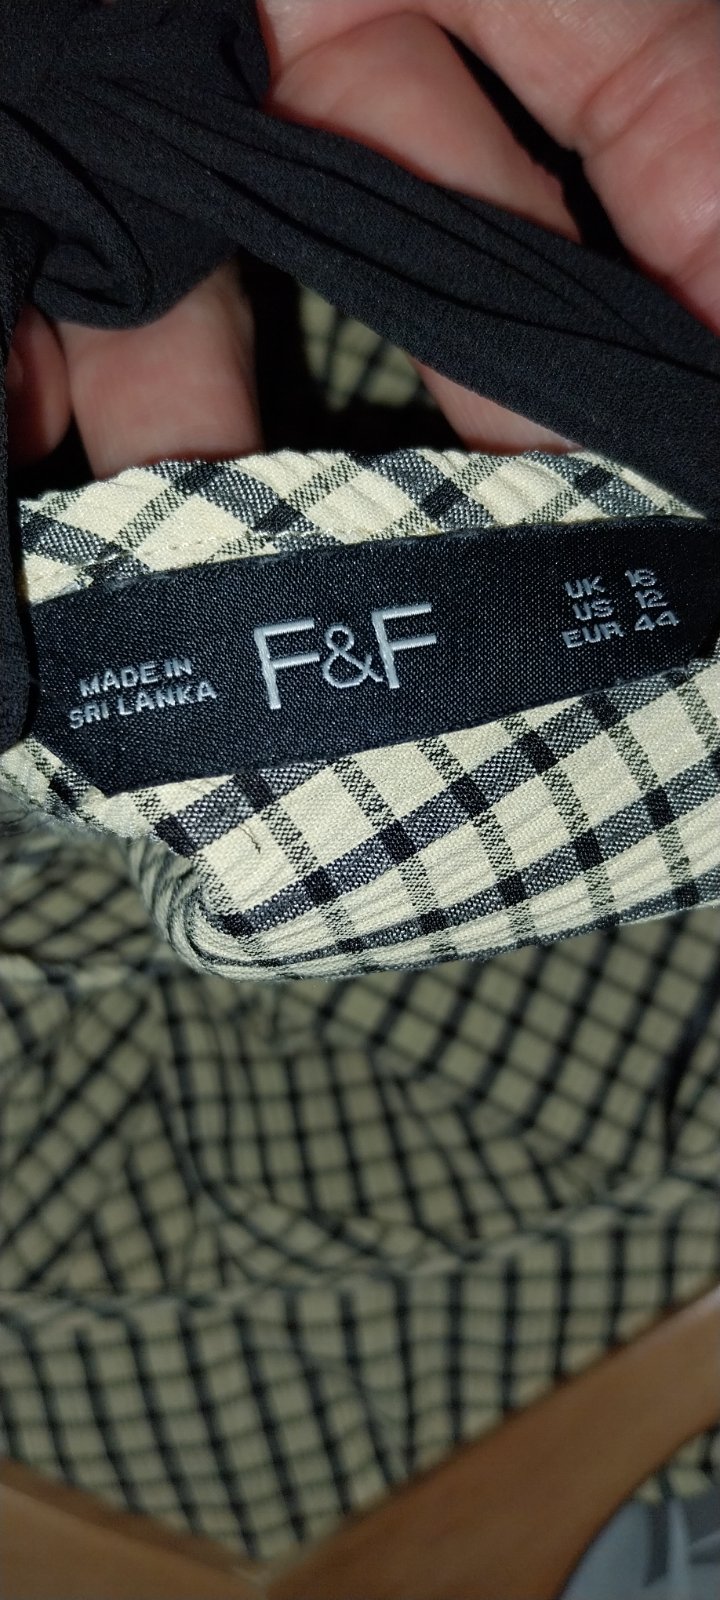 MADE IN
SRI LANKA
F&F
UK 16
US 12
EUR 44